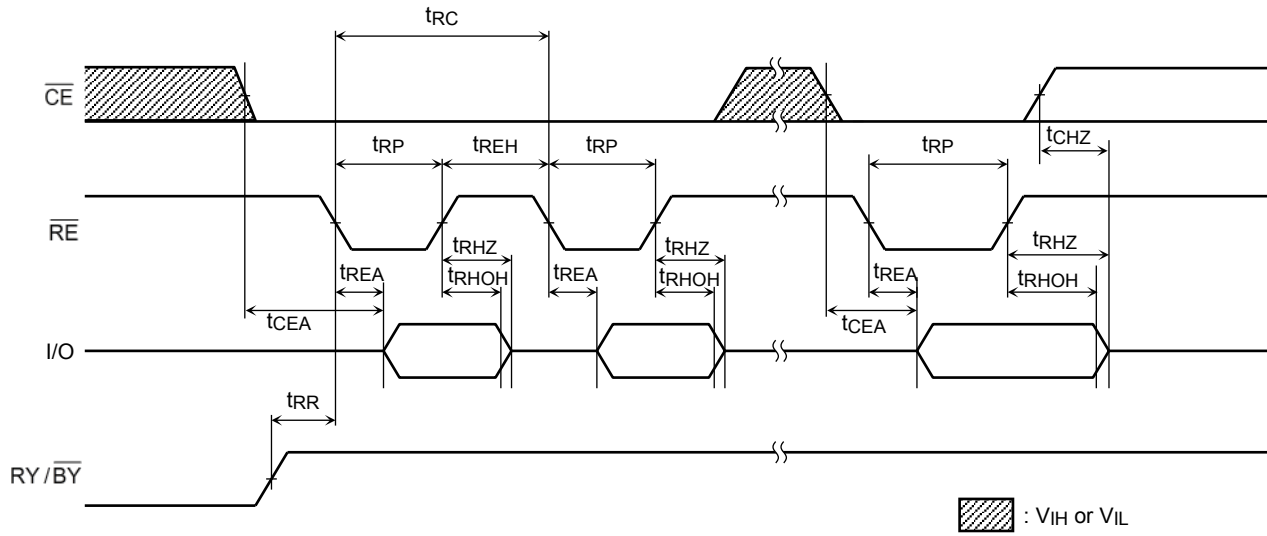 tRC
CE
tRP tREH tRP tRP tCHZ
RE
tRHZ tRHZ tRHZ
tREA tRHOH tREA tRHOH tREA tRHOH
tCEA tCEA
I/O
tRR
RY/BY
: VIH or VIL